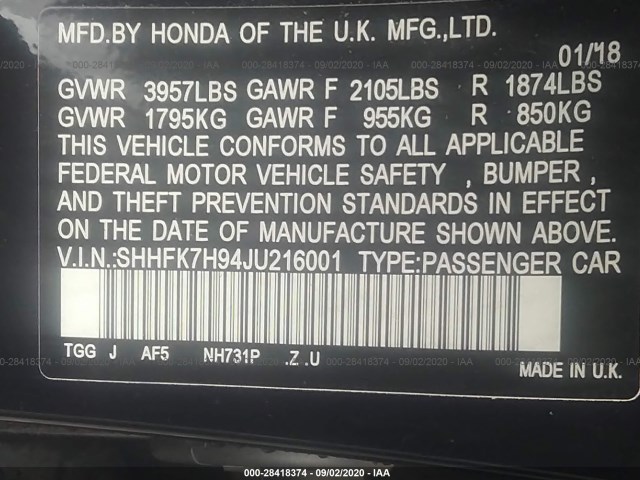 MFD.BY HONDA OF THE U.K. MFG.,LTD.
01/18
GVWR 3957LBS GAWR F 2105LBS R 1874LBS
GVWR 1795KG GAWR F 955KG R 850KG
THIS VEHICLE CONFORMS TO ALL APPLICABLE
FEDERAL MOTOR VEHICLE SAFETY , BUMPER ,
AND THEFT PREVENTION STANDARDS IN EFFECT
ON THE DATE OF MANUFACTURE SHOWN ABOVE.
V.I.N.:SHHFK7H94JU216001 TYPE:PASSENGER CAR
TGG J AF5 NH731P .Z .U
MADE IN U.K.
000-28418374 - 09/02/2020 - IAA